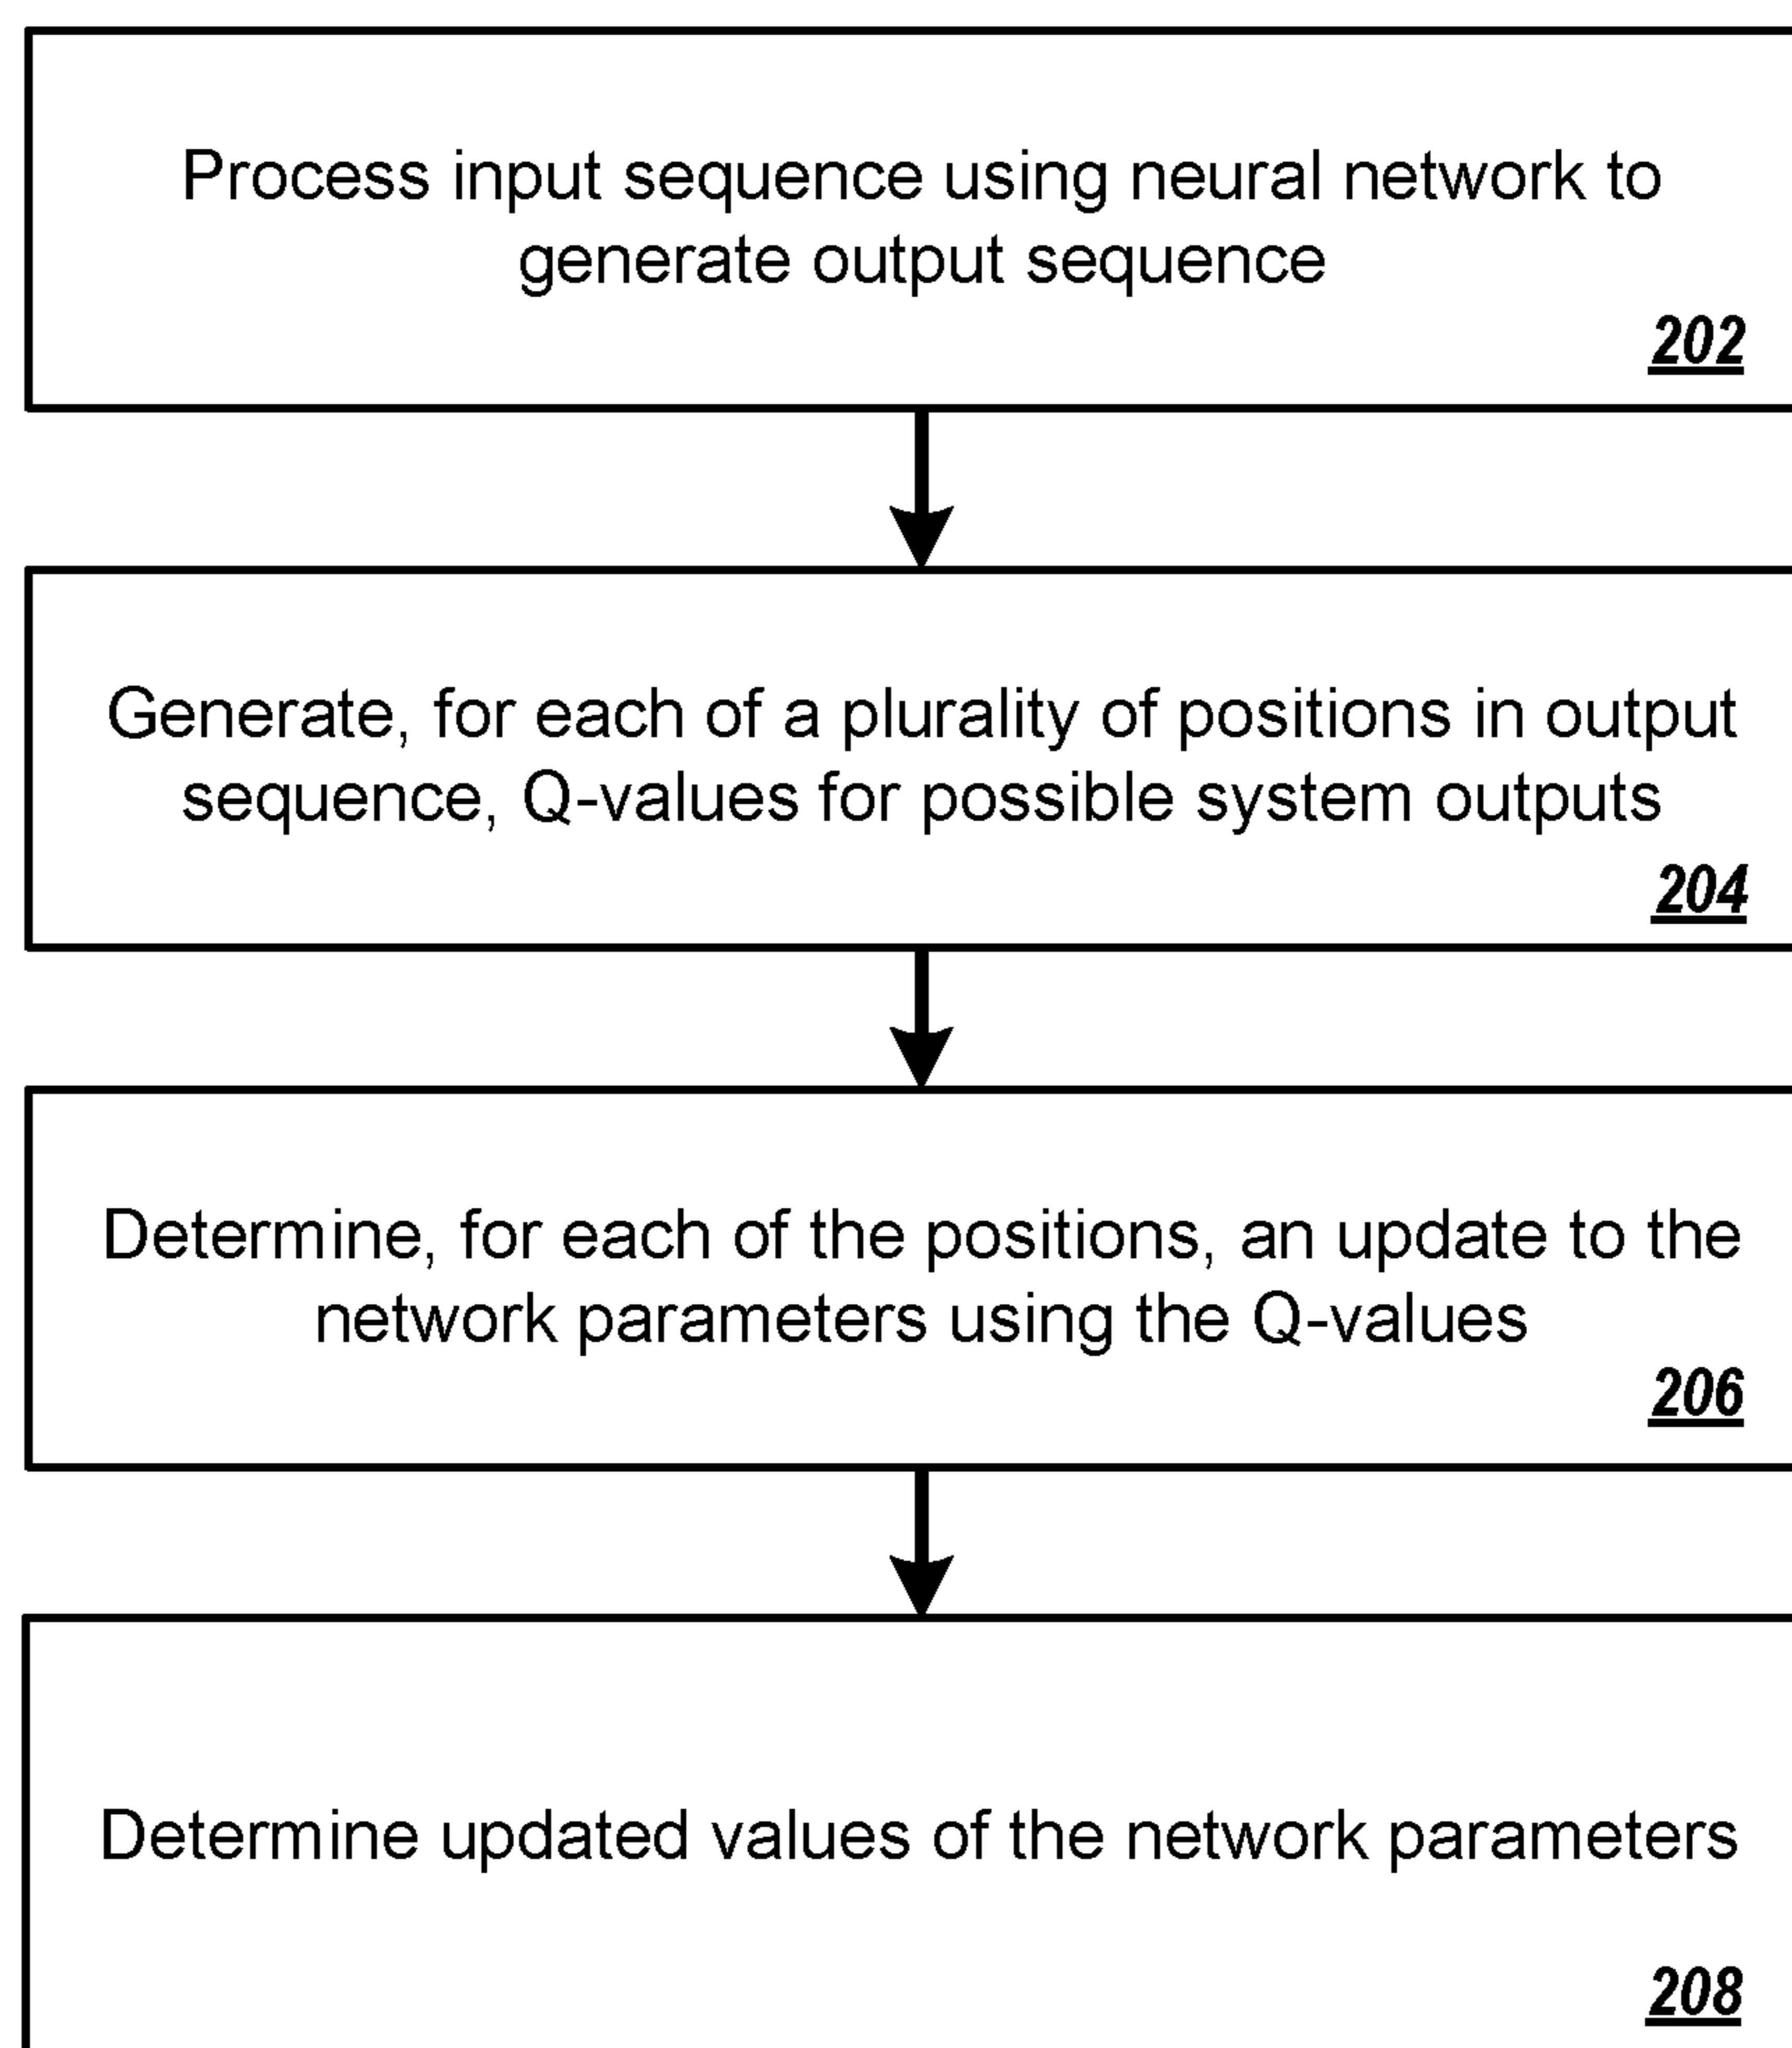 Process input sequence using neural network to
generate output sequence
202
Generate, for each of a plurality of positions in output
sequence, Q-values for possible system outputs
204
Determine, for each of the positions, an update to the
network parameters using the Q-values
206
Determine updated values of the network parameters
208